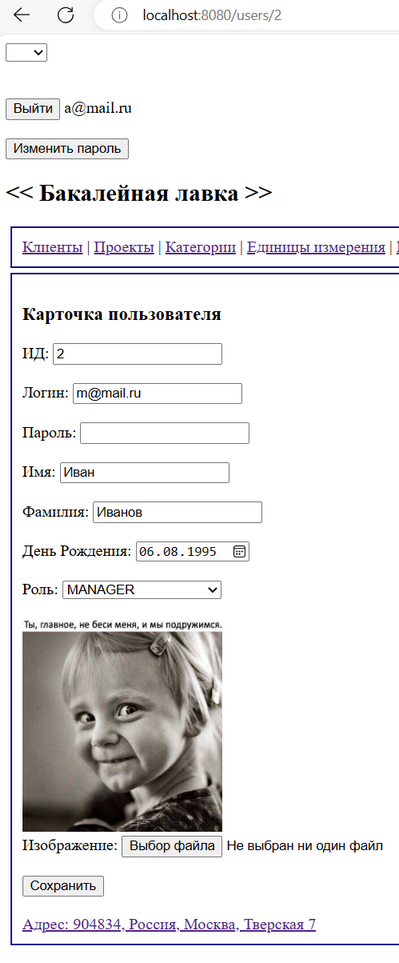 localhost:8080/users/2
Выйти a@mail.ru
Изменить пароль
<< Бакалейная лавка >>
Клиенты | Проекты | Категории | Единицы измерения |
Карточка пользователя
ИД: 2
Логин: m@mail.ru
Пароль:
Имя: Иван
Фамилия: Иванов
День Рождения: 06.08.1995
Роль: MANAGER
Ты, главное, не беси меня, и мы подружимся.
Изображение: Выбор файла Не выбран ни один файл
Сохранить
Адрес: 904834, Россия, Москва, Тверская 7